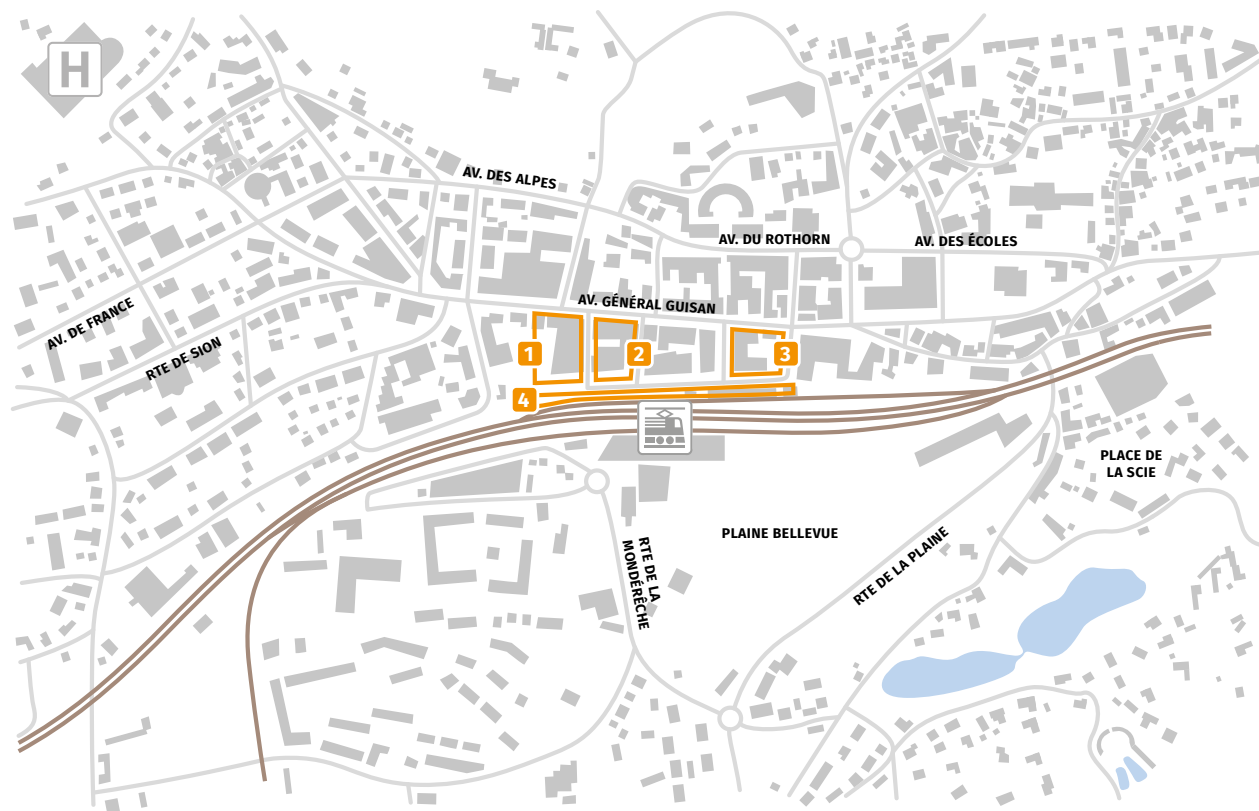 H
AV. DES ALPES
AV. DU ROTHORN
AV. DES ÉCOLES
AV. GÉNÉRAL GUISAN
AV. DE FRANCE
RTE DE SION
1
2
3
4
PLACE DE
LA SCIE
PLAINE BELLEVUE
RTE DE LA
MONDÉRÈCHE
RTE DE LA PLAINE